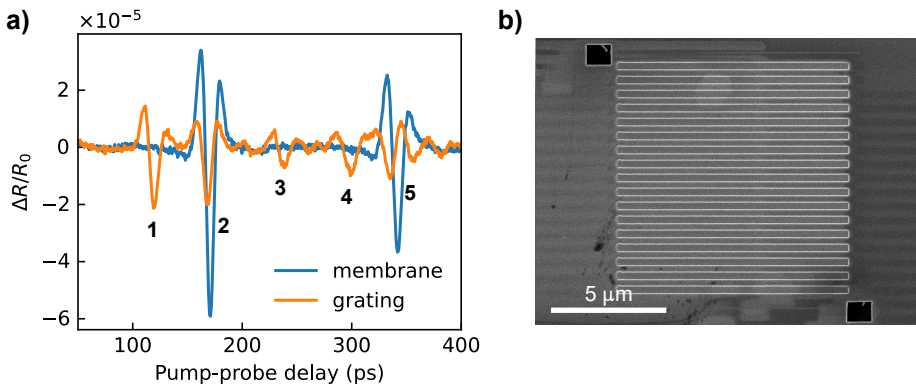 a)
×10⁻⁵
2
0
−2
−4
−6
ΔR/R₀
1
2
3
4
5
membrane
grating
100
200
300
400
Pump-probe delay (ps)
b)
5 μm